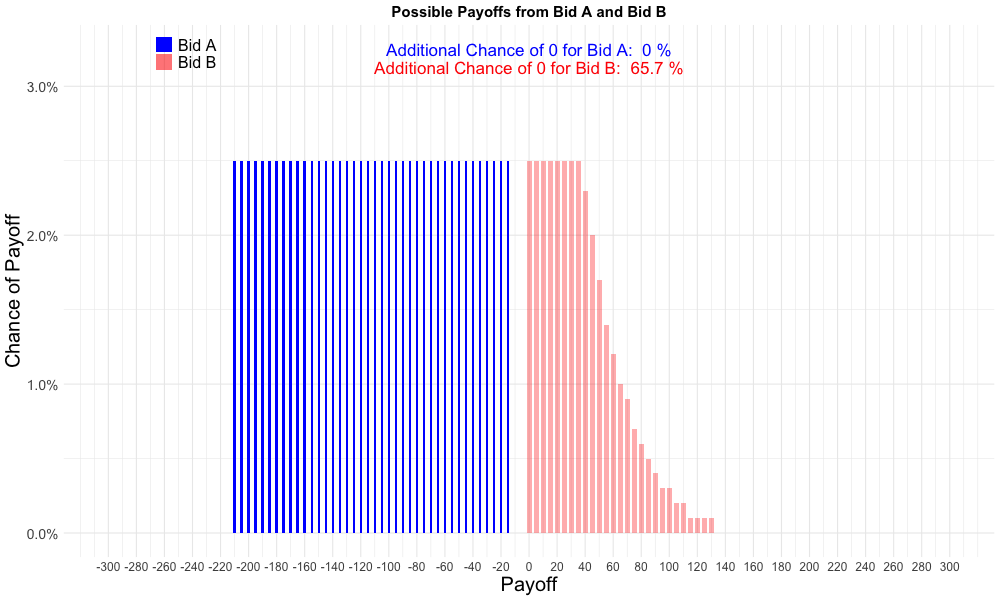 Possible Payoffs from Bid A and Bid B
Bid A
Bid B
Additional Chance of 0 for Bid A:  0 %
Additional Chance of 0 for Bid B:  65.7 %
Chance of Payoff
3.0%
2.0%
1.0%
0.0%
-300 -280 -260 -240 -220 -200 -180 -160 -140 -120 -100 -80 -60 -40 -20 0 20 40 60 80 100 120 140 160 180 200 220 240 260 280 300
Payoff